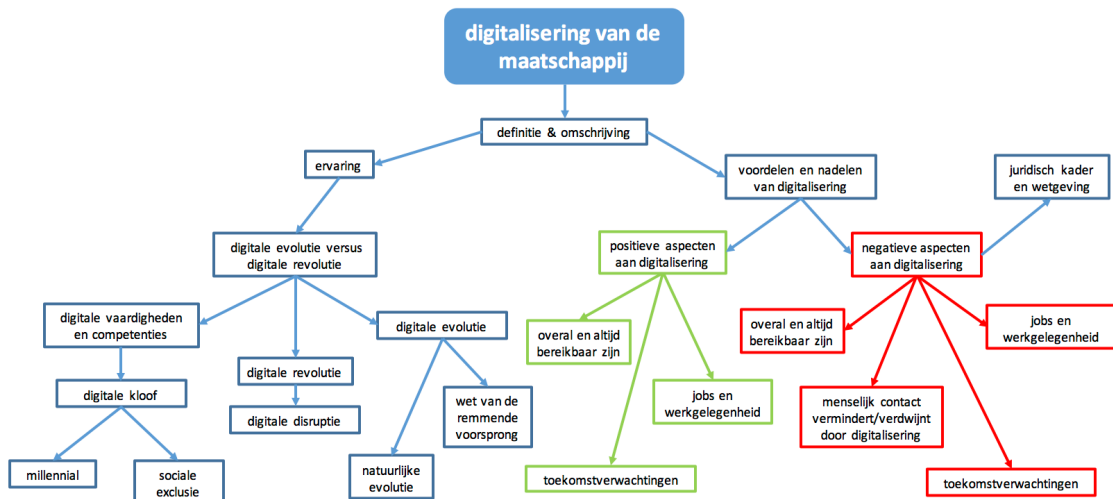 digitalisering van de
maatschappij
definitie & omschrijving
ervaring
voordelen en nadelen
van digitalisering
juridisch kader
en wetgeving
digitale evolutie versus
digitale revolutie
positieve aspecten
aan digitalisering
negatieve aspecten
aan digitalisering
digitale vaardigheden
en competenties
digitale evolutie
overal en altijd
bereikbaar zijn
overal en altijd
bereikbaar zijn
jobs en
werkgelegenheid
digitale revolutie
digitale kloof
digitale disruptie
wet van de
remmende
voorsprong
jobs en
werkgelegenheid
menselijk contact
vermindert/verdwijnt
door digitalisering
millennial
sociale
exclusie
natuurlijke
evolutie
toekomstverwachtingen
toekomstverwachtingen